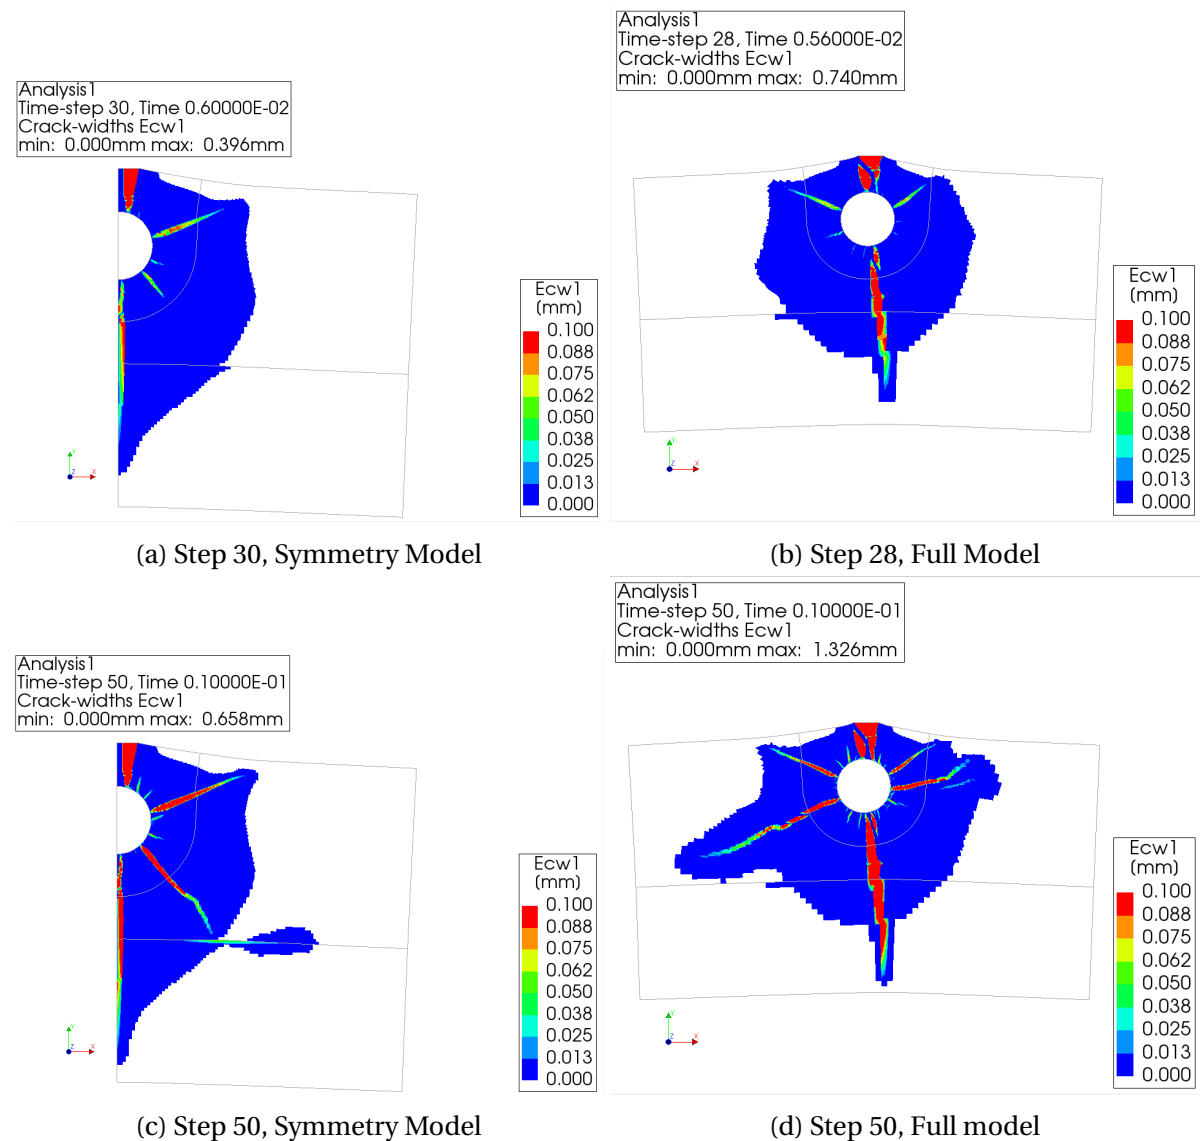 Analysis1
Time-step 30, Time 0.60000E-02
Crack-widths Ecw1
min: 0.000mm max: 0.396mm
Ecw1
(mm)
0.100
0.088
0.075
0.062
0.050
0.038
0.025
0.013
0.000
Y
Z
X
(a) Step 30, Symmetry Model
Analysis1
Time-step 28, Time 0.56000E-02
Crack-widths Ecw1
min: 0.000mm max: 0.740mm
Ecw1
(mm)
0.100
0.088
0.075
0.062
0.050
0.038
0.025
0.013
0.000
Y
Z
X
(b) Step 28, Full Model
Analysis1
Time-step 50, Time 0.10000E-01
Crack-widths Ecw1
min: 0.000mm max: 0.658mm
Ecw1
(mm)
0.100
0.088
0.075
0.062
0.050
0.038
0.025
0.013
0.000
Y
Z
X
(c) Step 50, Symmetry Model
Analysis1
Time-step 50, Time 0.10000E-01
Crack-widths Ecw1
min: 0.000mm max: 1.326mm
Ecw1
(mm)
0.100
0.088
0.075
0.062
0.050
0.038
0.025
0.013
0.000
Y
Z
X
(d) Step 50, Full model